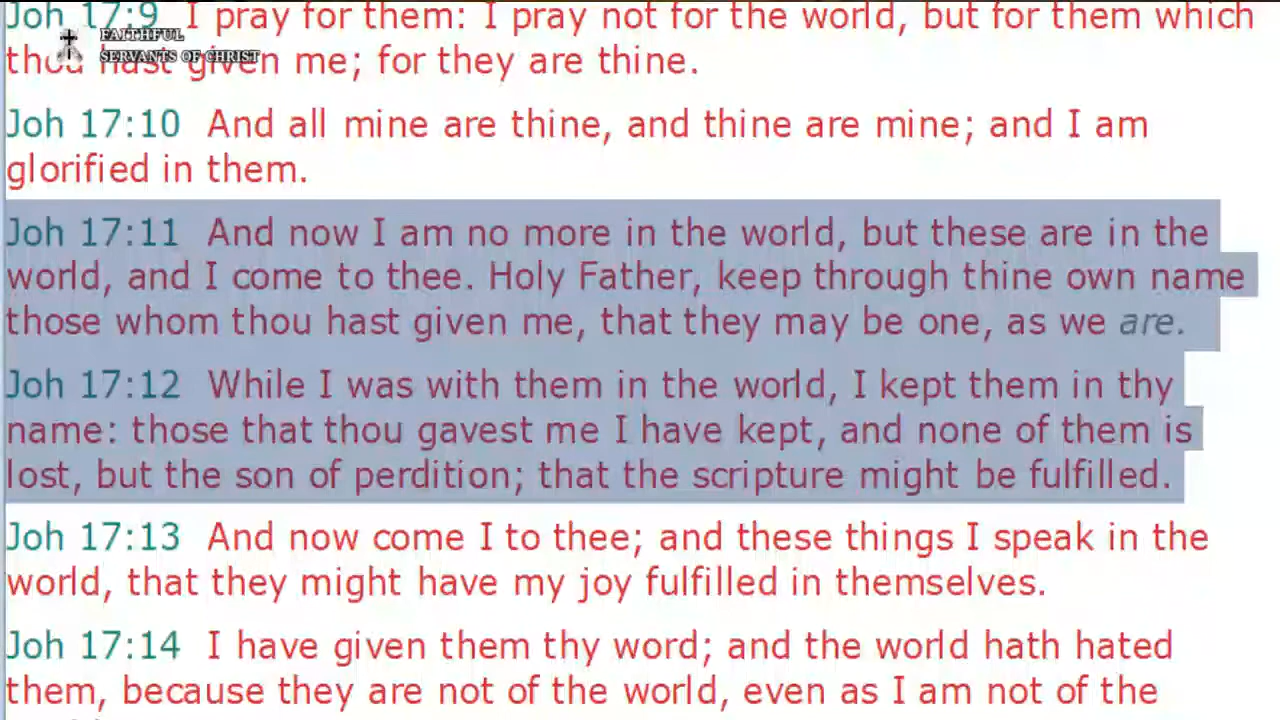 Joh 17:9 I pray for them: I pray not for the world, but for them which
FAITHFUL
SERVANTS OF CHRIST
thou hast given me; for they are thine.
Joh 17:10 And all mine are thine, and thine are mine; and I am
glorified in them.
Joh 17:11 And now I am no more in the world, but these are in the
world, and I come to thee. Holy Father, keep through thine own name
those whom thou hast given me, that they may be one, as we are.
Joh 17:12 While I was with them in the world, I kept them in thy
name: those that thou gavest me I have kept, and none of them is
lost, but the son of perdition; that the scripture might be fulfilled.
Joh 17:13 And now come I to thee; and these things I speak in the
world, that they might have my joy fulfilled in themselves.
Joh 17:14 I have given them thy word; and the world hath hated
them, because they are not of the world, even as I am not of the